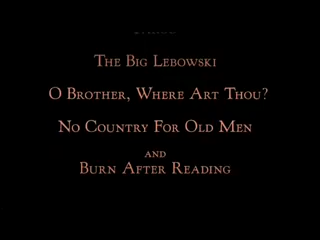 The Big Lebowski
O Brother, Where Art Thou?
No Country For Old Men
and
Burn After Reading